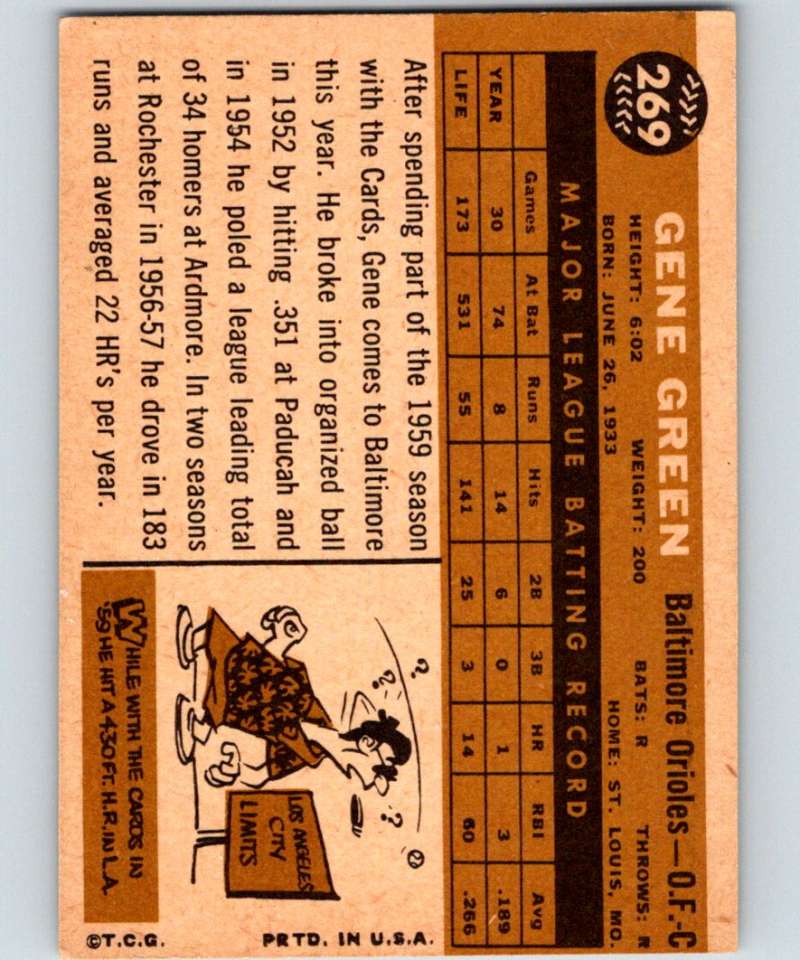 269
GENE GREEN Baltimore Orioles—O.F.-C
HEIGHT: 6:02 WEIGHT: 200 BATS: R THROWS: R
BORN: JUNE 26, 1933 HOME: ST. LOUIS, MO.
MAJOR LEAGUE BATTING RECORD
Games At Bat Runs Hits 2B 3B HR RBI Avg
YEAR 30 74 8 14 6 0 1 3 .189
LIFE 173 531 55 141 25 3 14 60 .266
After spending part of the 1959 season
with the Cards, Gene comes to Baltimore
this year. He broke into organized ball
in 1952 by hitting .351 at Paducah and
in 1954 he poled a league leading total
of 34 homers at Ardmore. In two seasons
at Rochester in 1956-57 he drove in 183
runs and averaged 22 HR's per year.
? ? ?
LOS ANGELES
CITY
LIMITS
WHILE WITH THE CARDS IN
'59 HE HIT A 430 FT. H.R. IN L.A.
©T.C.G. PRTD. IN U.S.A.